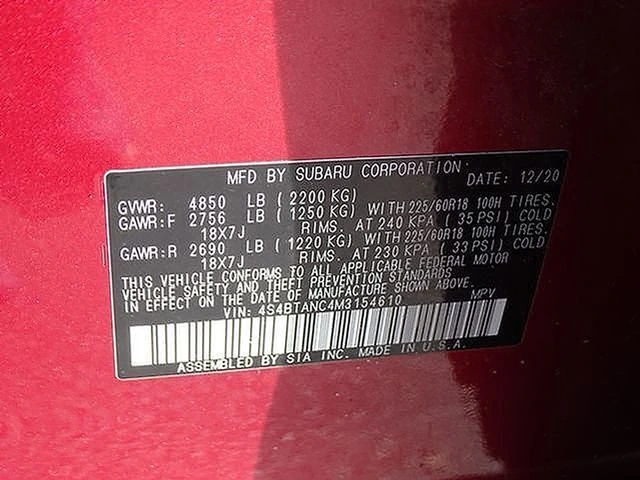 MFD BY SUBARU CORPORATION DATE: 12/20
GVWR: 4850 LB ( 2200 KG)
GAWR:F 2756 LB ( 1250 KG) WITH 225/60R18 100H TIRES.
18X7J RIMS. AT 240 KPA ( 35 PSI) COLD
GAWR:R 2690 LB ( 1220 KG) WITH 225/60R18 100H TIRES.
18X7J RIMS. AT 230 KPA ( 33 PSI) COLD
THIS VEHICLE CONFORMS TO ALL APPLICABLE FEDERAL MOTOR
VEHICLE SAFETY AND THEFT PREVENTION STANDARDS
IN EFFECT ON THE DATE OF MANUFACTURE SHOWN ABOVE.
VIN: 4S4BTANC4M3154610 MPV
ASSEMBLED BY SIA INC. MADE IN U.S.A.